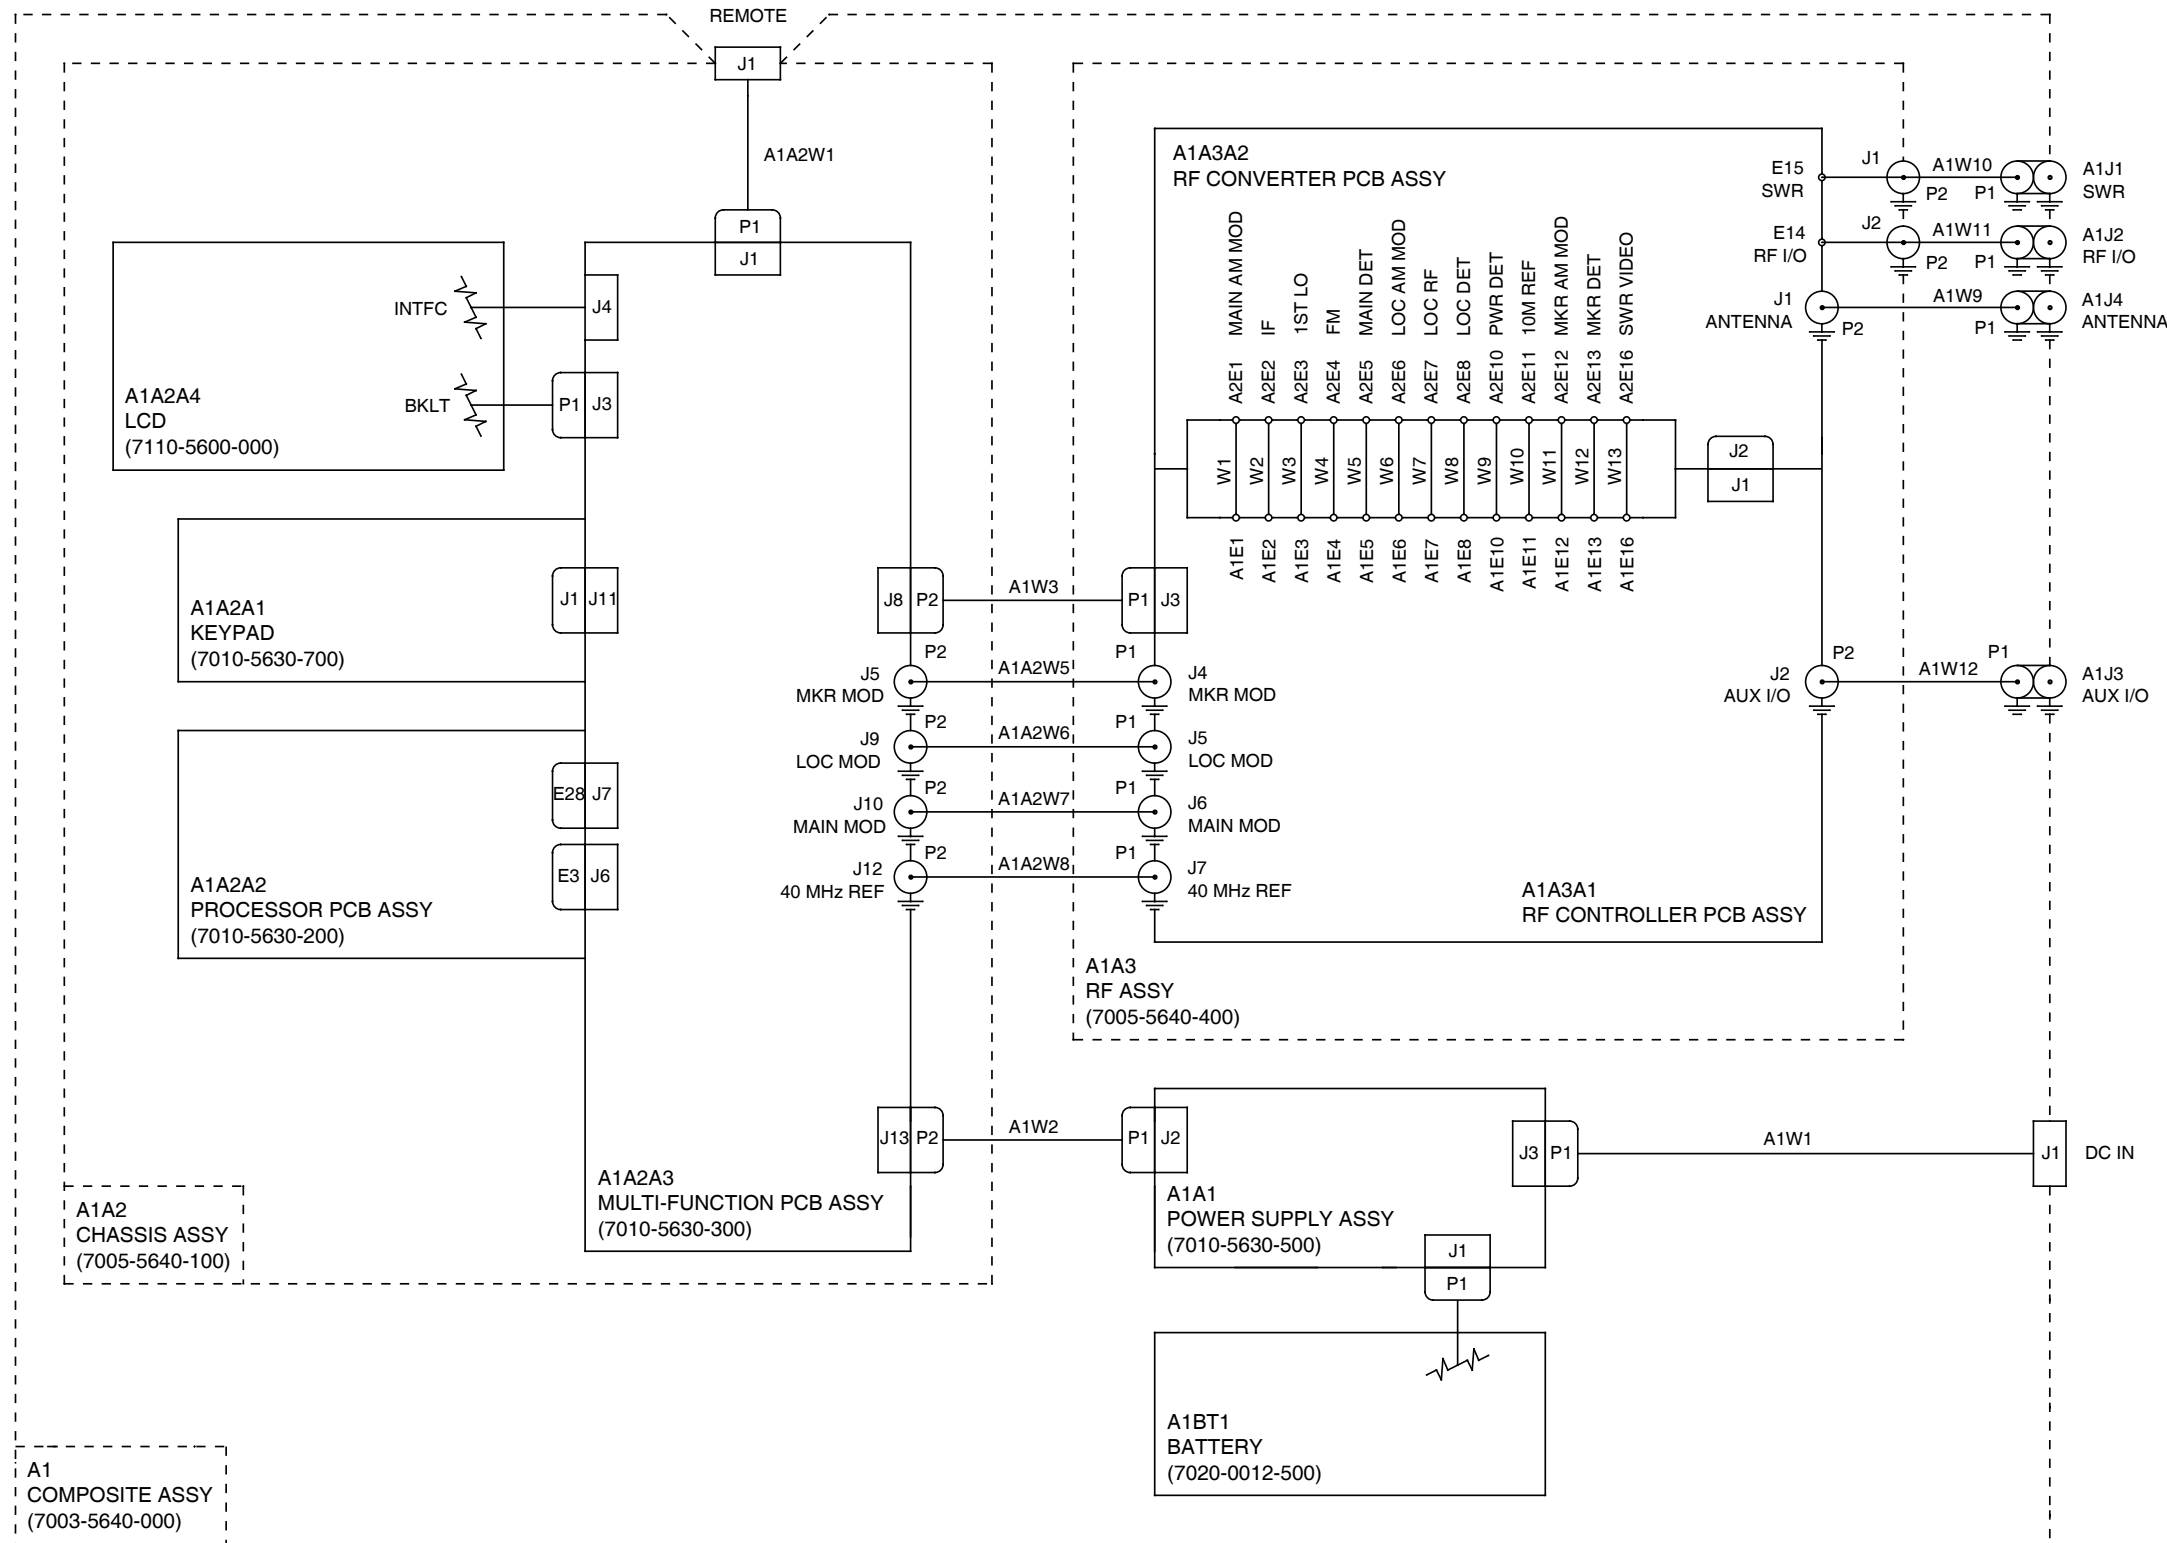 REMOTE
J1
A1A2W1
P1
J1
INTFC
J4
BKLT
P1
J3
A1A2A4
LCD
(7110-5600-000)
A1A2A1
KEYPAD
(7010-5630-700)
J1
J11
A1A2A2
PROCESSOR PCB ASSY
(7010-5630-200)
E28
J7
E3
J6
J8
P2
A1W3
P1
J3
J5
MKR MOD
P2
A1A2W5
P1
J4
MKR MOD
J9
LOC MOD
P2
A1A2W6
P1
J5
LOC MOD
J10
MAIN MOD
P2
A1A2W7
P1
J6
MAIN MOD
J12
40 MHz REF
P2
A1A2W8
P1
J7
40 MHz REF
J13
P2
A1W2
P1
J2
A1A2A3
MULTI-FUNCTION PCB ASSY
(7010-5630-300)
A1A2
CHASSIS ASSY
(7005-5640-100)
A1
COMPOSITE ASSY
(7003-5640-000)
A1A3A2
RF CONVERTER PCB ASSY
A2E1 MAIN AM MOD
A2E2 IF
A2E3 1ST LO
A2E4 FM
A2E5 MAIN DET
A2E6 LOC AM MOD
A2E7 LOC RF
A2E8 LOC DET
A2E10 PWR DET
A2E11 10M REF
A2E12 MKR AM MOD
A2E13 MKR DET
A2E16 SWR VIDEO
W1
W2
W3
W4
W5
W6
W7
W8
W9
W10
W11
W12
W13
A1E1
A1E2
A1E3
A1E4
A1E5
A1E6
A1E7
A1E8
A1E10
A1E11
A1E12
A1E13
A1E16
J2
J1
E15
SWR
J1
P2
A1W10
P1
A1J1
SWR
E14
RF I/O
J2
P2
A1W11
P1
A1J2
RF I/O
J1
ANTENNA
P2
A1W9
P1
A1J4
ANTENNA
J2
AUX I/O
P2
A1W12
P1
A1J3
AUX I/O
A1A3A1
RF CONTROLLER PCB ASSY
A1A3
RF ASSY
(7005-5640-400)
A1A1
POWER SUPPLY ASSY
(7010-5630-500)
J3
P1
A1W1
J1
DC IN
J1
P1
A1BT1
BATTERY
(7020-0012-500)